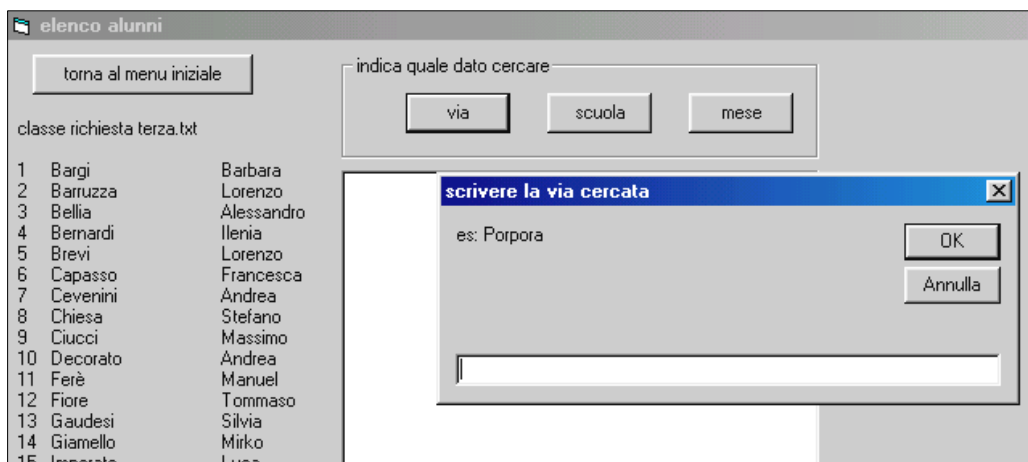 elenco alunni
torna al menu iniziale
indica quale dato cercare
via scuola mese
classe richiesta terza.txt
1 Bargi Barbara
2 Barruzza Lorenzo
3 Bellia Alessandro
4 Bernardi Ilenia
5 Brevi Lorenzo
6 Capasso Francesca
7 Cevenini Andrea
8 Chiesa Stefano
9 Ciucci Massimo
10 Decorato Andrea
11 Ferè Manuel
12 Fiore Tommaso
13 Gaudesi Silvia
14 Giamello Mirko
15
scrivere la via cercata
es: Porpora
OK
Annulla